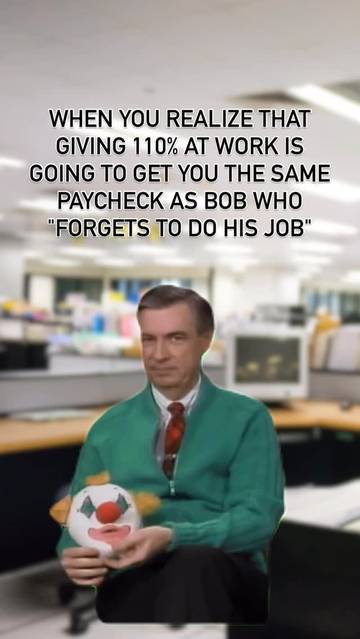 WHEN YOU REALIZE THAT
GIVING 110% AT WORK IS
GOING TO GET YOU THE SAME
PAYCHECK AS BOB WHO
"FORGETS TO DO HIS JOB"